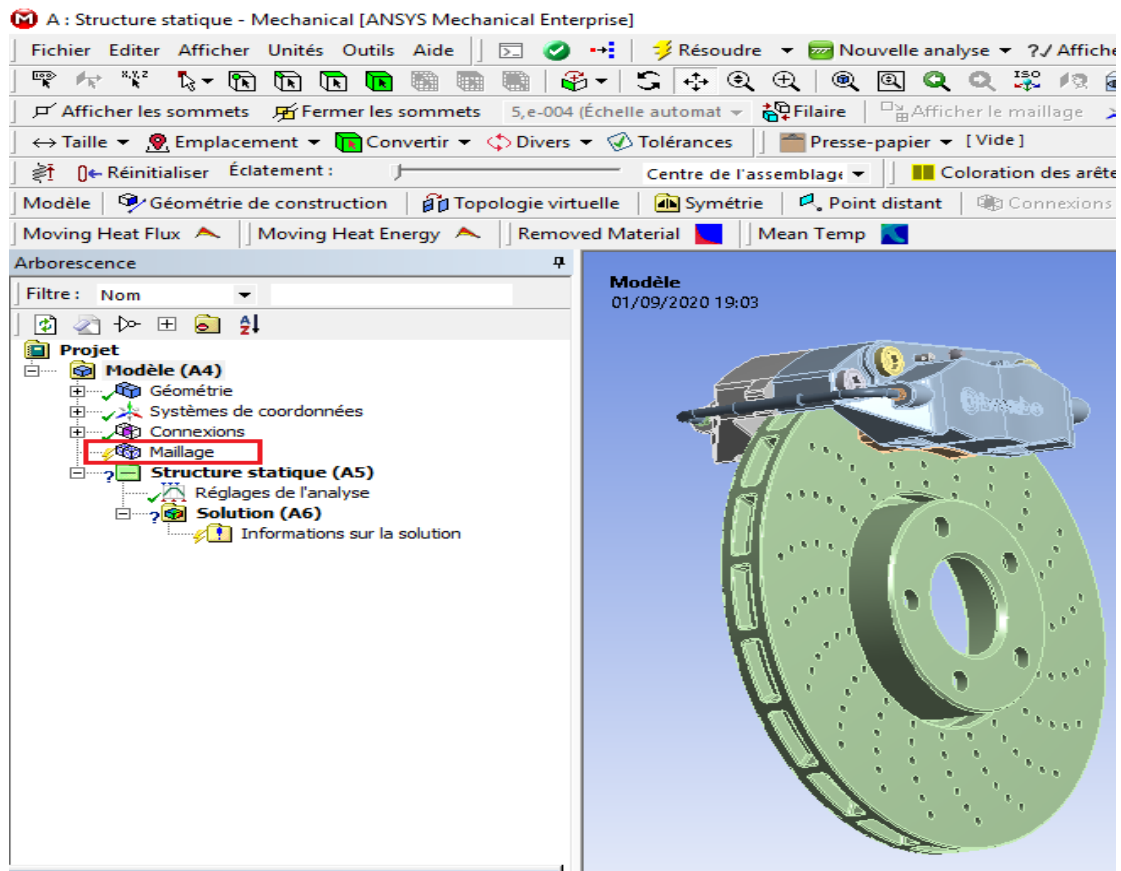 A : Structure statique - Mechanical [ANSYS Mechanical Enterprise]
Fichier Editer Afficher Unités Outils Aide Résoudre Nouvelle analyse ?✓ Affiche
Afficher les sommets Fermer les sommets 5,e-004 (Échelle automat Filaire Afficher le maillage
Taille Emplacement Convertir Divers Tolérances Presse-papier [ Vide ]
Réinitialiser Éclatement : Centre de l'assemblage Coloration des arête
Modèle Géométrie de construction Topologie virtuelle Symétrie Point distant Connexions
Moving Heat Flux Moving Heat Energy Removed Material Mean Temp
Arborescence
Filtre : Nom
Projet
Modèle (A4)
Géométrie
Systèmes de coordonnées
Connexions
Maillage
Structure statique (A5)
Réglages de l'analyse
Solution (A6)
Informations sur la solution
Modèle
01/09/2020 19:03
brembo